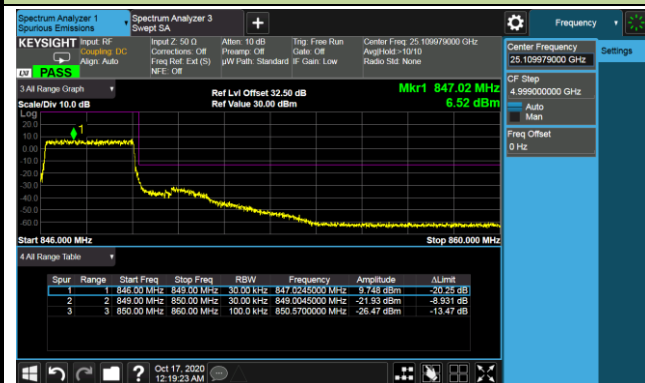 Spectrum Analyzer 1
Spurious Emissions
Spectrum Analyzer 3
Swept SA
Frequency
KEYSIGHT
Input: RF
Coupling: DC
Align: Auto
Input Z: 50 Ω
Corrections: Off
Freq Ref: Ext (S)
NFE: Off
Atten: 10 dB
Preamp: Off
µW Path: Standard
Trig: Free Run
Gate: Off
IF Gain: Low
Center Freq: 25.109979000 GHz
Avg|Hold:>10/10
Radio Std: None
LXI PASS
3 All Range Graph
Scale/Div 10.0 dB
Ref Lvl Offset 32.50 dB
Ref Value 30.00 dBm
Mkr1 847.02 MHz
6.52 dBm
Log
20.0
10.0
0.00
-10.0
-20.0
-30.0
-40.0
-50.0
-60.0
1
Start 846.000 MHz
Stop 860.000 MHz
4 All Range Table
Spur Range Start Freq Stop Freq RBW Frequency Amplitude ΔLimit
1 1 846.00 MHz 849.00 MHz 30.00 kHz 847.0245000 MHz 9.748 dBm -20.25 dB
2 2 849.00 MHz 850.00 MHz 30.00 kHz 849.0045000 MHz -21.93 dBm -8.931 dB
3 3 850.00 MHz 860.00 MHz 100.0 kHz 850.5700000 MHz -26.47 dBm -13.47 dB
Oct 17, 2020
12:19:23 AM
Center Frequency
25.109979000 GHz
Settings
CF Step
4.999000000 GHz
Auto
Man
Freq Offset
0 Hz